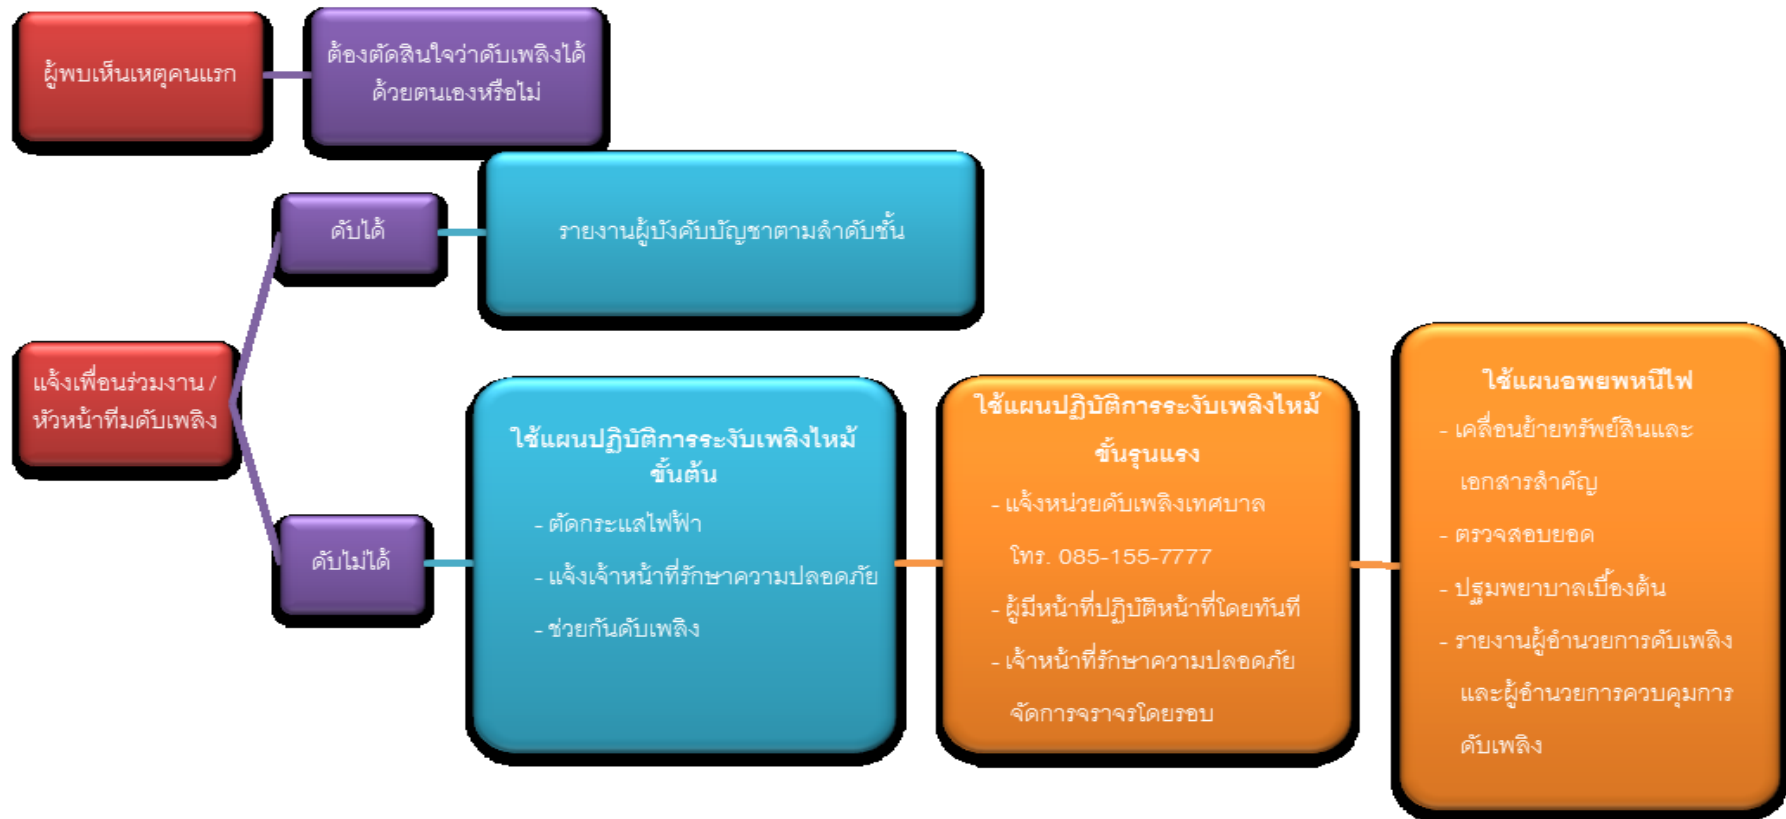 ผู้พบเห็นเหตุคนแรก
ต้องตัดสินใจว่าดับเพลิงได้
ด้วยตนเองหรือไม่
ดับได้
รายงานผู้บังคับบัญชาตามลำดับชั้น
แจ้งเพื่อนร่วมงาน /
หัวหน้าทีมดับเพลิง
ดับไม่ได้
ใช้แผนปฏิบัติการระงับเพลิงไหม้
ขั้นต้น
- ตัดกระแสไฟฟ้า
- แจ้งเจ้าหน้าที่รักษาความปลอดภัย
- ช่วยกันดับเพลิง
ใช้แผนปฏิบัติการระงับเพลิงไหม้
ขั้นรุนแรง
- แจ้งหน่วยดับเพลิงเทศบาล
โทร. 085-155-7777
- ผู้มีหน้าที่ปฏิบัติหน้าที่โดยทันที
- เจ้าหน้าที่รักษาความปลอดภัย
จัดการจราจรโดยรอบ
ใช้แผนอพยพหนีไฟ
- เคลื่อนย้ายทรัพย์สินและ
เอกสารสำคัญ
- ตรวจสอบยอด
- ปฐมพยาบาลเบื้องต้น
- รายงานผู้อำนวยการดับเพลิง
และผู้อำนวยการควบคุมการ
ดับเพลิง